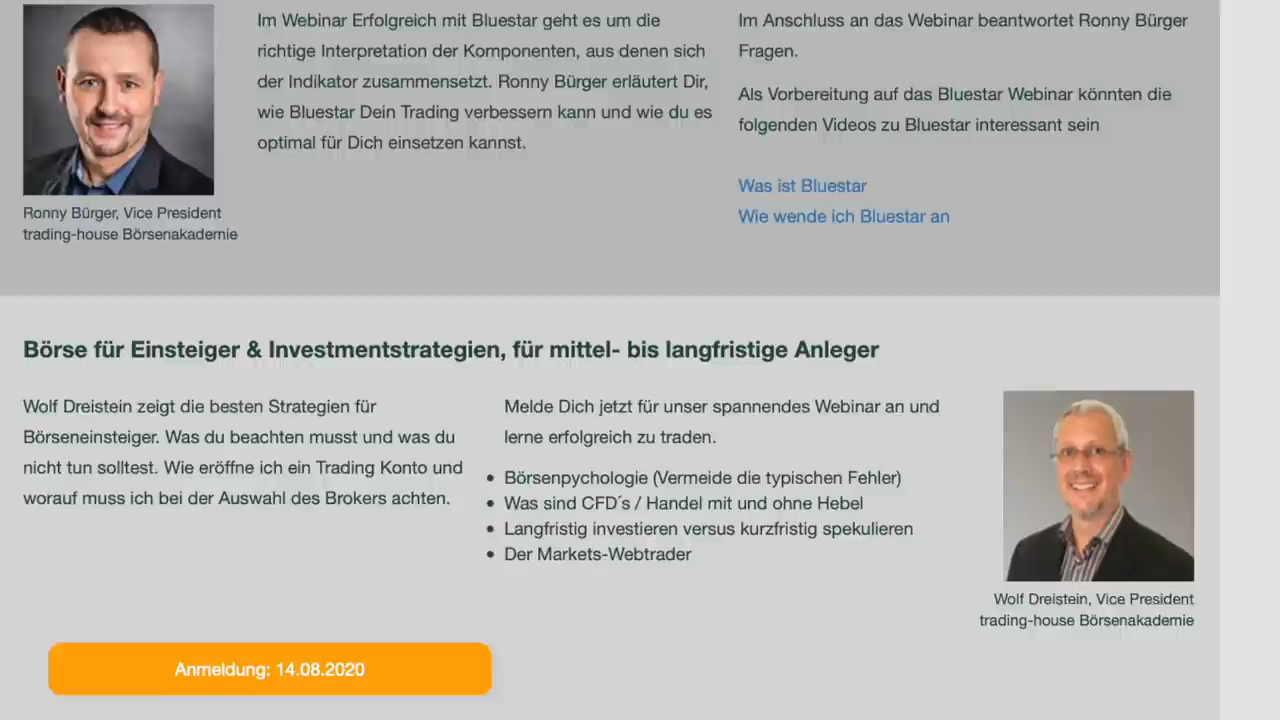 Im Webinar Erfolgreich mit Bluestar geht es um die
richtige Interpretation der Komponenten, aus denen sich
der Indikator zusammensetzt. Ronny Bürger erläutert Dir,
wie Bluestar Dein Trading verbessern kann und wie du es
optimal für Dich einsetzen kannst.
Im Anschluss an das Webinar beantwortet Ronny Bürger
Fragen.
Als Vorbereitung auf das Bluestar Webinar könnten die
folgenden Videos zu Bluestar interessant sein
Was ist Bluestar
Wie wende ich Bluestar an
Ronny Bürger, Vice President
trading-house Börsenakademie
Börse für Einsteiger & Investmentstrategien, für mittel- bis langfristige Anleger
Wolf Dreistein zeigt die besten Strategien für
Börseneinsteiger. Was du beachten musst und was du
nicht tun solltest. Wie eröffne ich ein Trading Konto und
worauf muss ich bei der Auswahl des Brokers achten.
Melde Dich jetzt für unser spannendes Webinar an und
lerne erfolgreich zu traden.
• Börsenpychologie (Vermeide die typischen Fehler)
• Was sind CFD´s / Handel mit und ohne Hebel
• Langfristig investieren versus kurzfristig spekulieren
• Der Markets-Webtrader
Wolf Dreistein, Vice President
trading-house Börsenakademie
Anmeldung: 14.08.2020